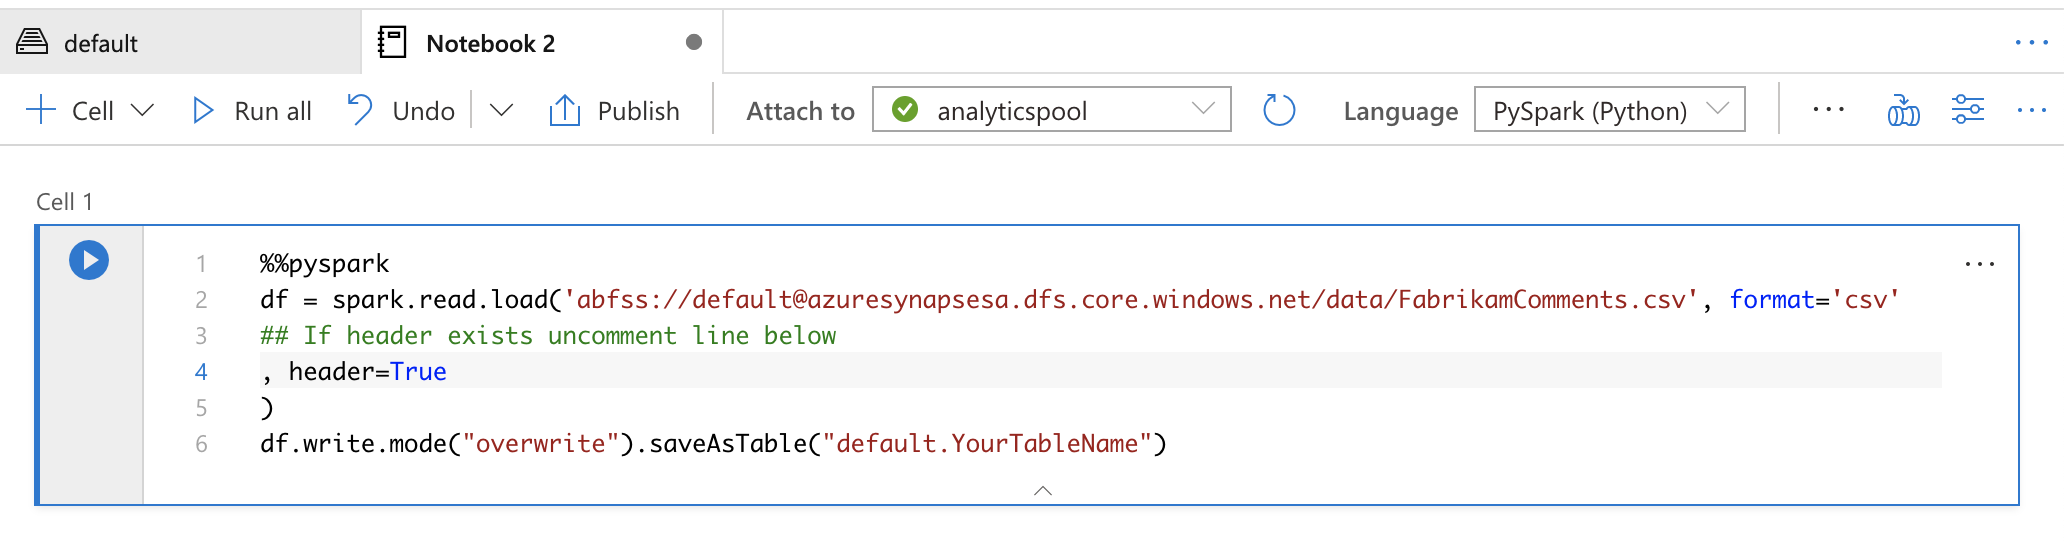 default
Notebook 2
Cell
Run all
Undo
Publish
Attach to
analyticspool
Language
PySpark (Python)
Cell 1
1 %%pyspark
2 df = spark.read.load('abfss://default@azuresynapsesa.dfs.core.windows.net/data/FabrikamComments.csv', format='csv'
3 ## If header exists uncomment line below
4 , header=True
5 )
6 df.write.mode("overwrite").saveAsTable("default.YourTableName")